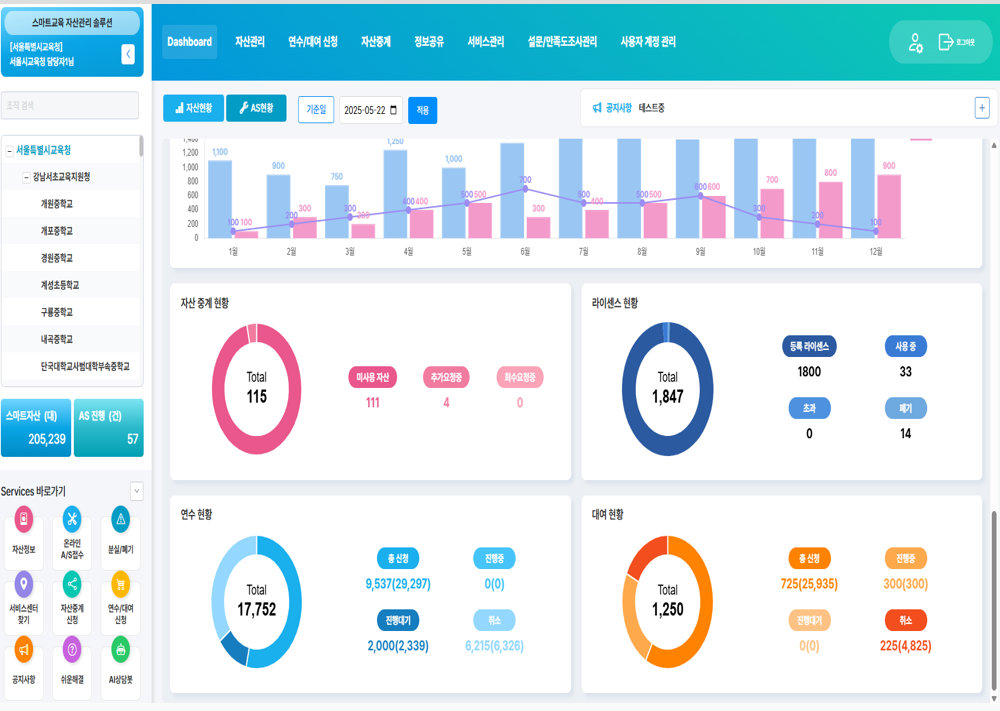 스마트교육 자산관리 솔루션
[서울특별시교육청]
서울시교육청 담당자1님
조직 검색
서울특별시교육청
강남서초교육지원청
개원중학교
개포중학교
경원중학교
계성초등학교
구룡중학교
내곡중학교
단국대학교사범대학부속중학교
스마트자산 (대)
205,239
AS 진행 (건)
57
Services 바로가기
자산정보
온라인
A/S접수
분실/폐기
서비스센터
찾기
자산중계
신청
연수/대여
신청
공지사항
쉬운해결
AI상담봇
Dashboard 자산관리 연수/대여 신청 자산중계 정보공유 서비스관리 설문/만족도조사관리 사용자 계정 관리
로그아웃
자산현황 AS현황 기준일 2025-05-22 적용
공지사항 테스트중
1,400
1,200
1,000
800
600
400
200
0
1,100 900 750 1,250 1,000
100 200 300 400 500 700 500 500 600 300 200 100
100 300 200 400 500 300 400 500 600 700 800 900
1월 2월 3월 4월 5월 6월 7월 8월 9월 10월 11월 12월
자산 중계 현황
Total
115
미사용 자산 추가요청중 회수요청중
111 4 0
라이센스 현황
Total
1,847
등록 라이센스 사용 중
1800 33
초과 폐기
0 14
연수 현황
Total
17,752
총 신청 진행중
9,537(29,297) 0(0)
진행대기 취소
2,000(2,339) 6,215(6,326)
대여 현황
Total
1,250
총 신청 진행중
725(25,935) 300(300)
진행대기 취소
0(0) 225(4,825)